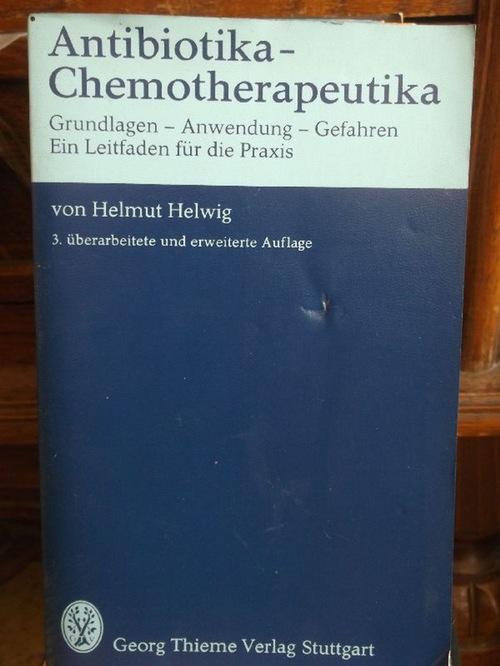 Antibiotika –
Chemotherapeutika
Grundlagen – Anwendung – Gefahren
Ein Leitfaden für die Praxis
von Helmut Helwig
3. überarbeitete und erweiterte Auflage
Georg Thieme Verlag Stuttgart